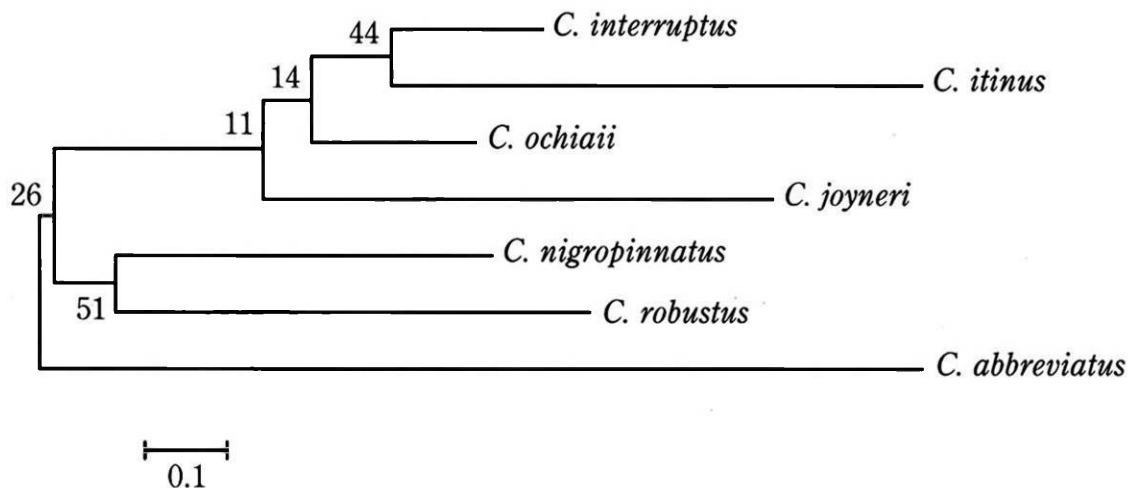 44
C. interruptus
14
C. itinus
11
C. ochiaii
26
C. joyneri
C. nigropinnatus
51
C. robustus
C. abbreviatus
0.1